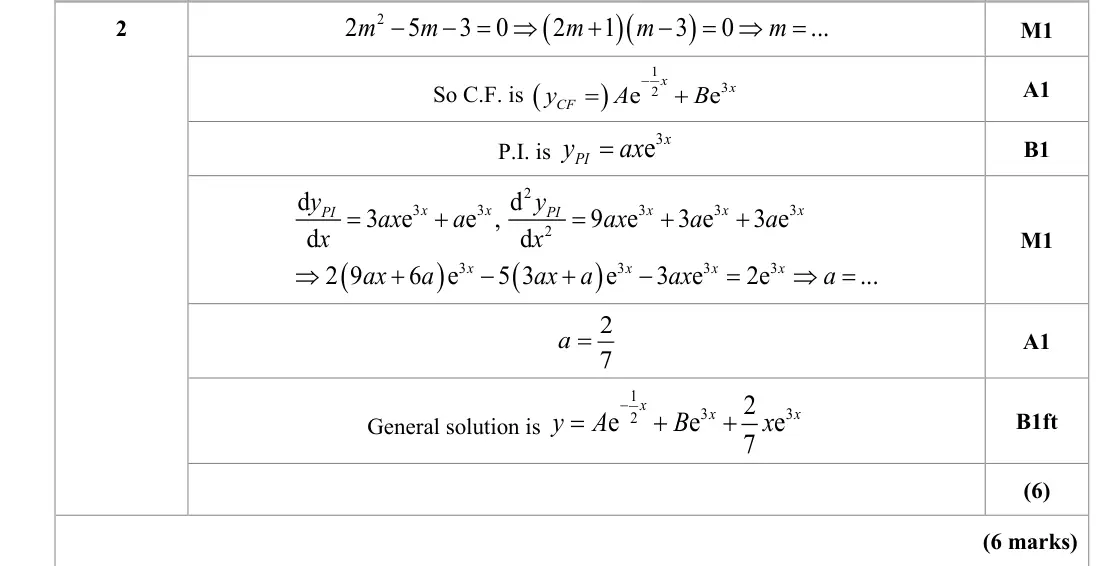 2
2m² − 5m − 3 = 0 ⇒ (2m + 1)(m − 3) = 0 ⇒ m = ...
M1
So C.F. is (y_CF =) Ae^(−1/2 x) + Be^(3x)
A1
P.I. is y_PI = axe^(3x)
B1
dy_PI/dx = 3axe^(3x) + ae^(3x), d²y_PI/dx² = 9axe^(3x) + 3ae^(3x) + 3ae^(3x)
⇒ 2(9ax + 6a)e^(3x) − 5(3ax + a)e^(3x) − 3axe^(3x) = 2e^(3x) ⇒ a = ...
M1
a = 2/7
A1
General solution is y = Ae^(−1/2 x) + Be^(3x) + 2/7 xe^(3x)
B1ft
(6)
(6 marks)